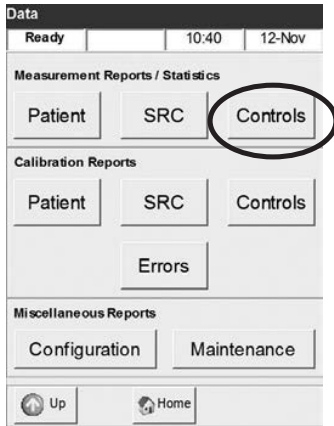 Data
Ready 10:40 12-Nov
Measurement Reports / Statistics
Patient SRC Controls
Calibration Reports
Patient SRC Controls
Errors
Miscellaneous Reports
Configuration Maintenance
Up Home